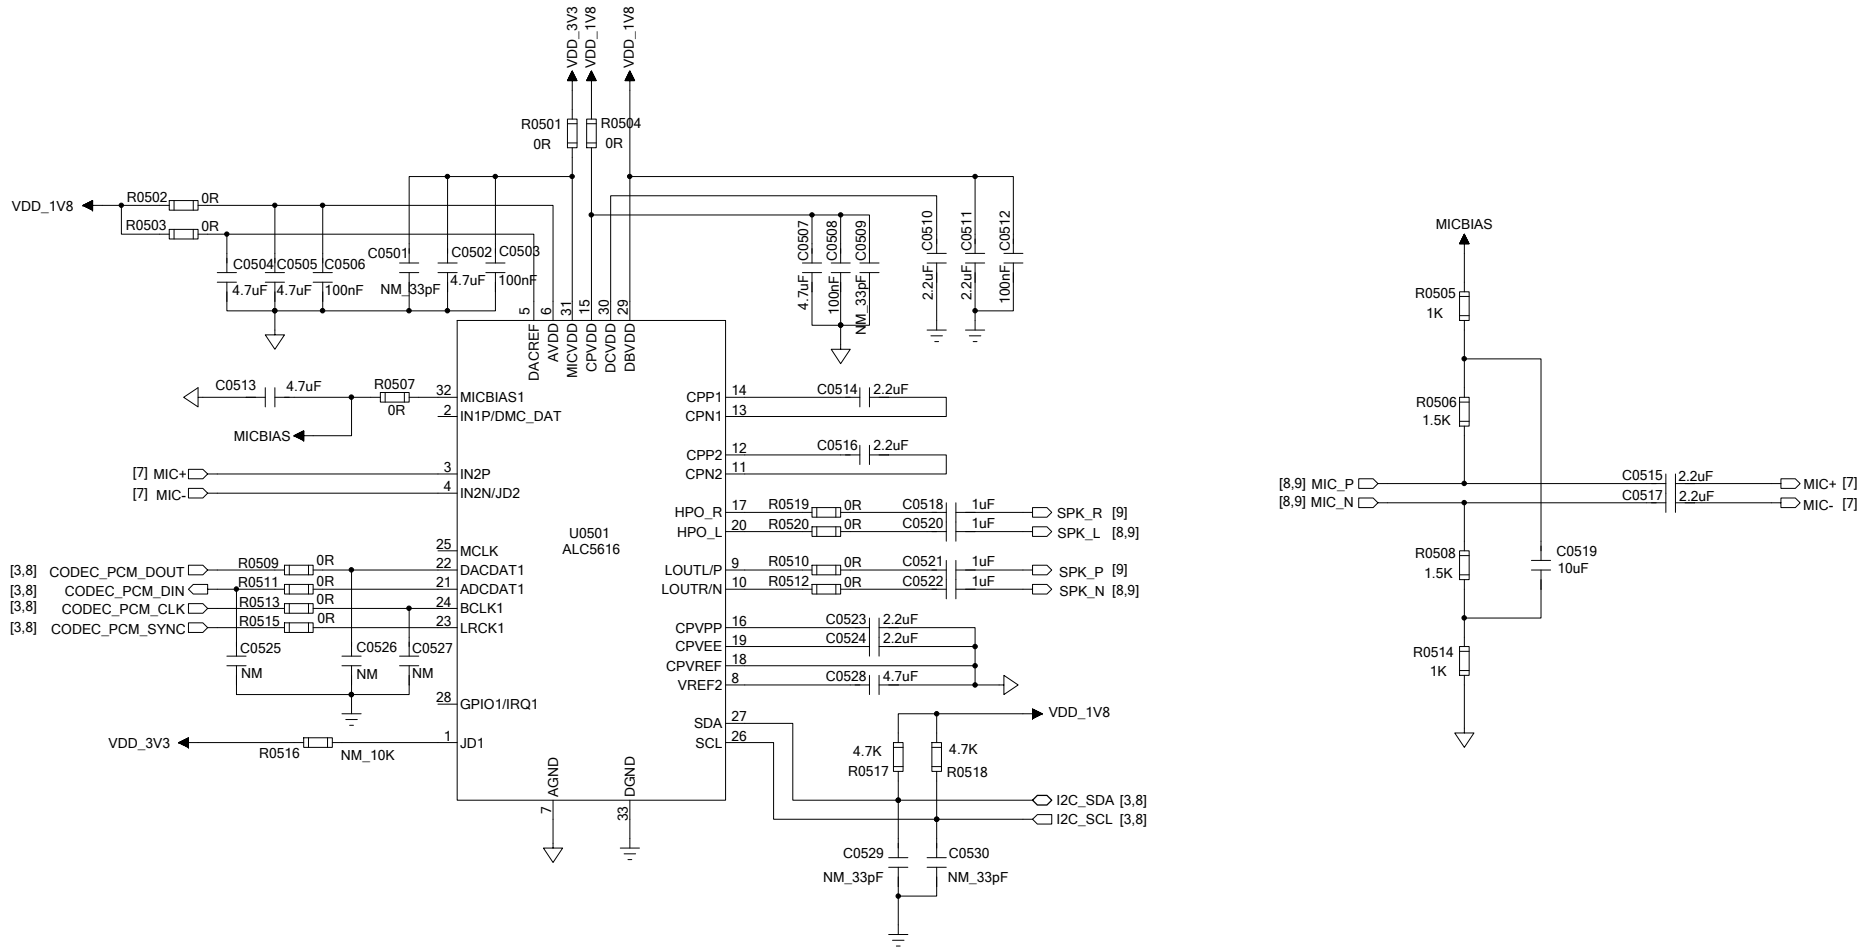 VDD_3V3
VDD_1V8
VDD_1V8
R0501
0R
R0504
0R
VDD_1V8
R0502
0R
R0503
0R
C0501
NM_33pF
C0502
4.7uF
C0503
100nF
C0504
4.7uF
C0505
4.7uF
C0506
100nF
C0507
4.7uF
C0508
100nF
C0509
NM_33pF
C0510
2.2uF
C0511
2.2uF
C0512
100nF
5
6
31
15
30
29
DACREF
AVDD
MICVDD
CPVDD
DCVDD
DBVDD
C0513
4.7uF
R0507
0R
32
MICBIAS1
2
IN1P/DMC_DAT
MICBIAS
[7] MIC+
3
IN2P
[7] MIC-
4
IN2N/JD2
U0501
ALC5616
25
MCLK
[3,8] CODEC_PCM_DOUT
R0509
0R
22
DACDAT1
[3,8] CODEC_PCM_DIN
R0511
0R
21
ADCDAT1
[3,8] CODEC_PCM_CLK
R0513
0R
24
BCLK1
[3,8] CODEC_PCM_SYNC
R0515
0R
23
LRCK1
C0525
NM
C0526
NM
C0527
NM
28
GPIO1/IRQ1
VDD_3V3
R0516
NM_10K
1
JD1
AGND
7
DGND
33
CPP1
14
C0514
2.2uF
CPN1
13
CPP2
12
C0516
2.2uF
CPN2
11
HPO_R
17
R0519
0R
C0518
1uF
SPK_R [9]
HPO_L
20
R0520
0R
C0520
1uF
SPK_L [8,9]
LOUTL/P
9
R0510
0R
C0521
1uF
SPK_P [9]
LOUTR/N
10
R0512
0R
C0522
1uF
SPK_N [8,9]
CPVPP
16
C0523
2.2uF
CPVEE
19
C0524
2.2uF
CPVREF
18
VREF2
8
C0528
4.7uF
SDA
27
SCL
26
VDD_1V8
4.7K
R0517
4.7K
R0518
I2C_SDA [3,8]
I2C_SCL [3,8]
C0529
NM_33pF
C0530
NM_33pF
MICBIAS
R0505
1K
R0506
1.5K
[8,9] MIC_P
C0515
2.2uF
MIC+ [7]
[8,9] MIC_N
C0517
2.2uF
MIC- [7]
R0508
1.5K
C0519
10uF
R0514
1K